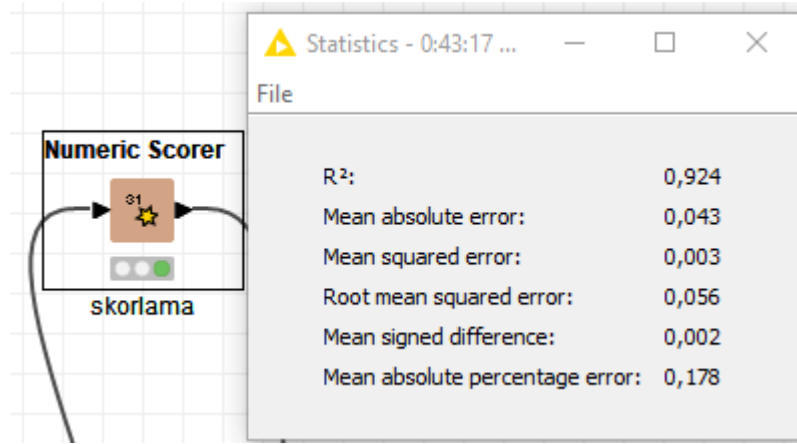 Statistics - 0:43:17 ...
File
Numeric Scorer
31
skorlama
R²: 0,924
Mean absolute error: 0,043
Mean squared error: 0,003
Root mean squared error: 0,056
Mean signed difference: 0,002
Mean absolute percentage error: 0,178